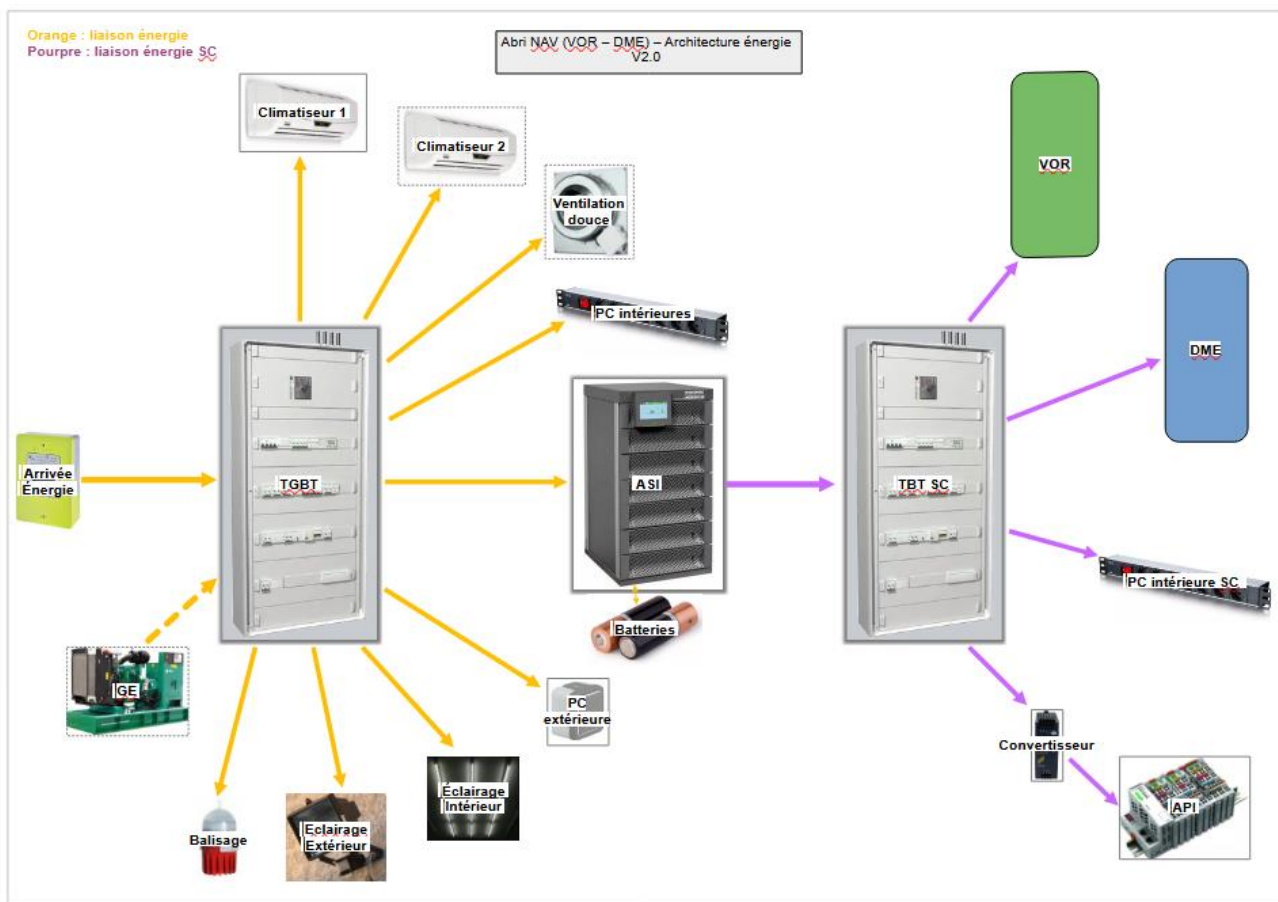 Orange : liaison énergie
Pourpre : liaison énergie SC
Abri NAV (VOR – DME) – Architecture énergie
V2.0
Climatiseur 1
Climatiseur 2
Ventilation
douce
PC intérieures
VOR
DME
Arrivée
Énergie
TGBT
ASI
TBT SC
PC intérieure SC
Batteries
GE
PC
extérieure
Convertisseur
API
Éclairage
Intérieur
Eclairage
Extérieur
Balisage